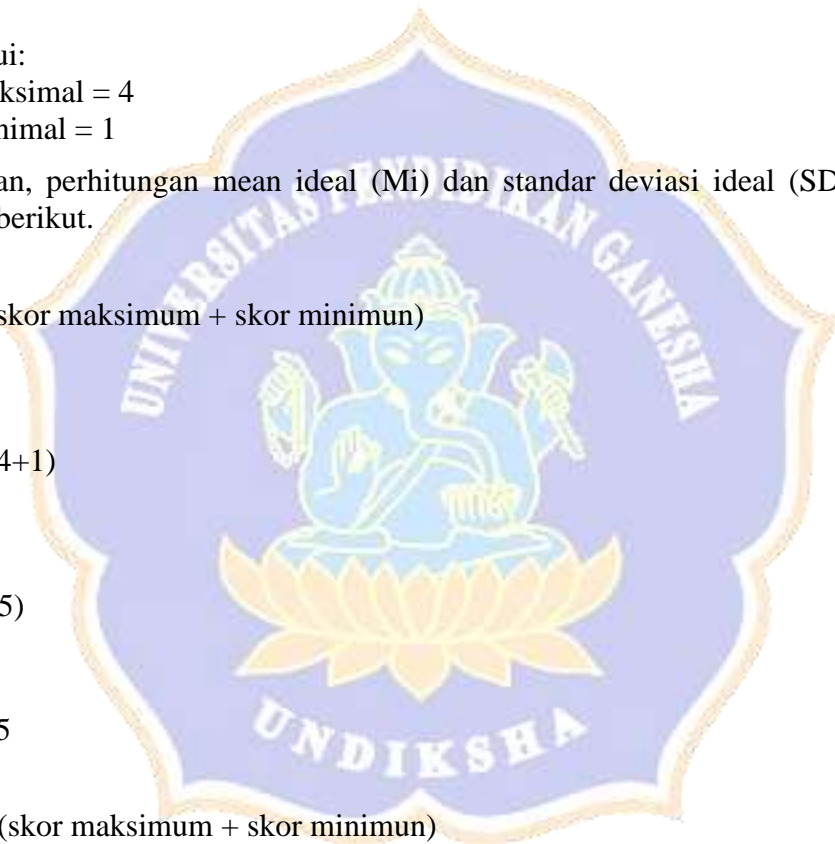 ui:
ksimal = 4
nimal = 1
an, perhitungan mean ideal (Mi) dan standar deviasi ideal (SD
berikut.
UNIVERSITAS PENDIDIKAN GANESHA
skor maksimum + skor minimun)
4+1)
5)
5
UNDIKSHA
(skor maksimum + skor minimun)